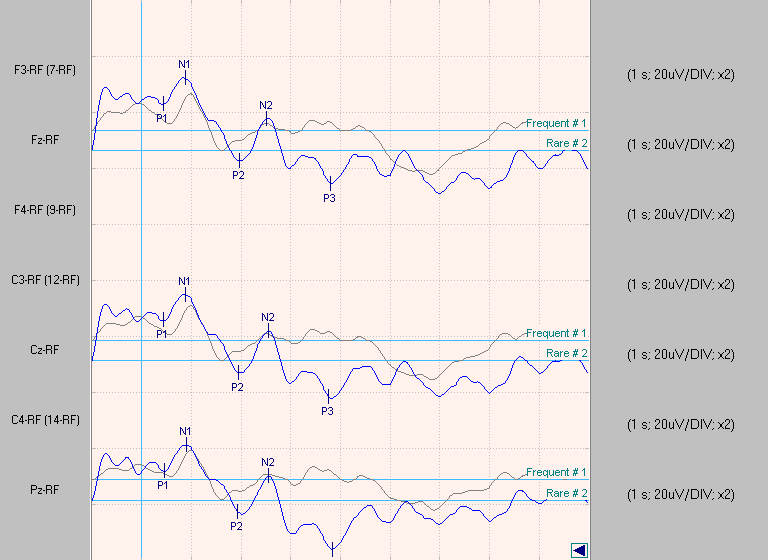 N1
F3-RF (7-RF)
(1 s; 20uV/DIV; x2)
N2
P1
Frequent # 1
Fz-RF
Rare # 2
(1 s; 20uV/DIV; x2)
P2
P3
F4-RF (9-RF)
(1 s; 20uV/DIV; x2)
C3-RF (12-RF)
N1
(1 s; 20uV/DIV; x2)
N2
P1
Frequent # 1
Cz-RF
Rare # 2
(1 s; 20uV/DIV; x2)
P2
P3
C4-RF (14-RF)
(1 s; 20uV/DIV; x2)
N1
N2
Frequent # 1
P1
Pz-RF
Rare # 2
(1 s; 20uV/DIV; x2)
P2